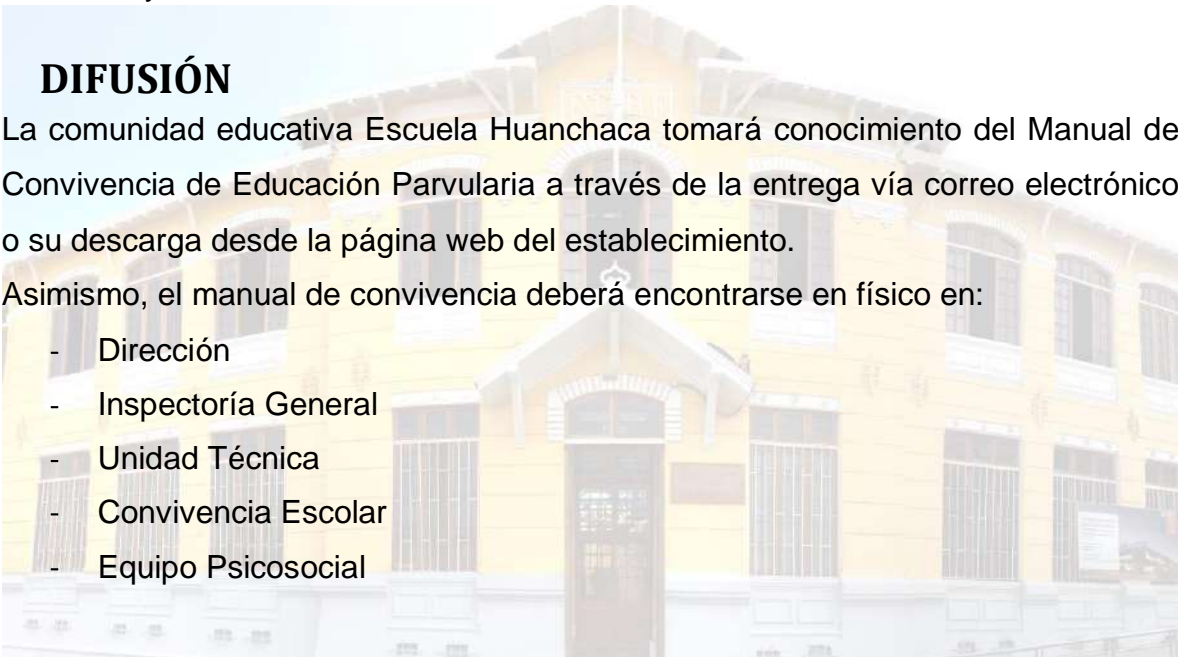 DIFUSIÓN
La comunidad educativa Escuela Huanchaca tomará conocimiento del Manual de
Convivencia de Educación Parvularia a través de la entrega vía correo electrónico
o su descarga desde la página web del establecimiento.
Asimismo, el manual de convivencia deberá encontrarse en físico en:
- Dirección
- Inspectoría General
- Unidad Técnica
- Convivencia Escolar
- Equipo Psicosocial